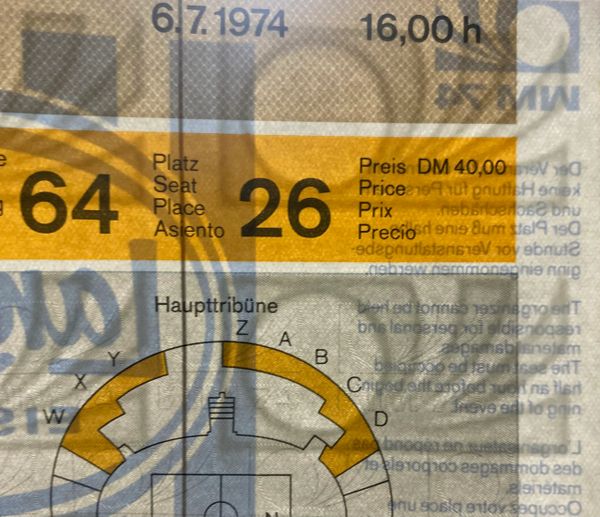 6.7.1974 16,00 h
WM 74
64
Platz
Seat
Place
Asiento
26
Preis DM 40,00
Price
Prix
Precio
Haupttribüne
W X Y Z A B C D
keine Haftung für
und Sachschäden.
Der Platz muß eine halbe
Stunde vor Veranstaltungsbe-
ginn eingenommen werden.
The organizer cannot be held
responsible for personal and
material damages.
The seat must be occupied
half an hour before the begin-
ning of the event.
L'organisateur ne répond pas
des dommages corporels et
matériels.
Occupez votre place une